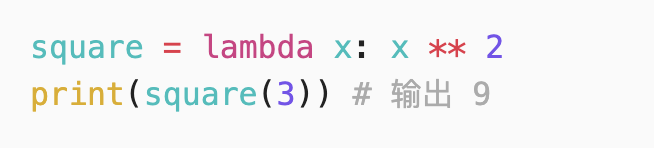 square = lambda x: x ** 2
print(square(3)) # 输出 9